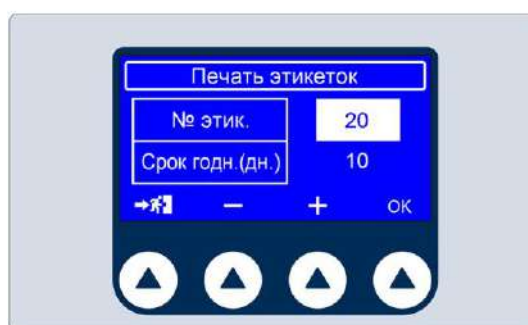 Печать этикеток
№ этик. 20
Срок годн.(дн.) 10
— + OK